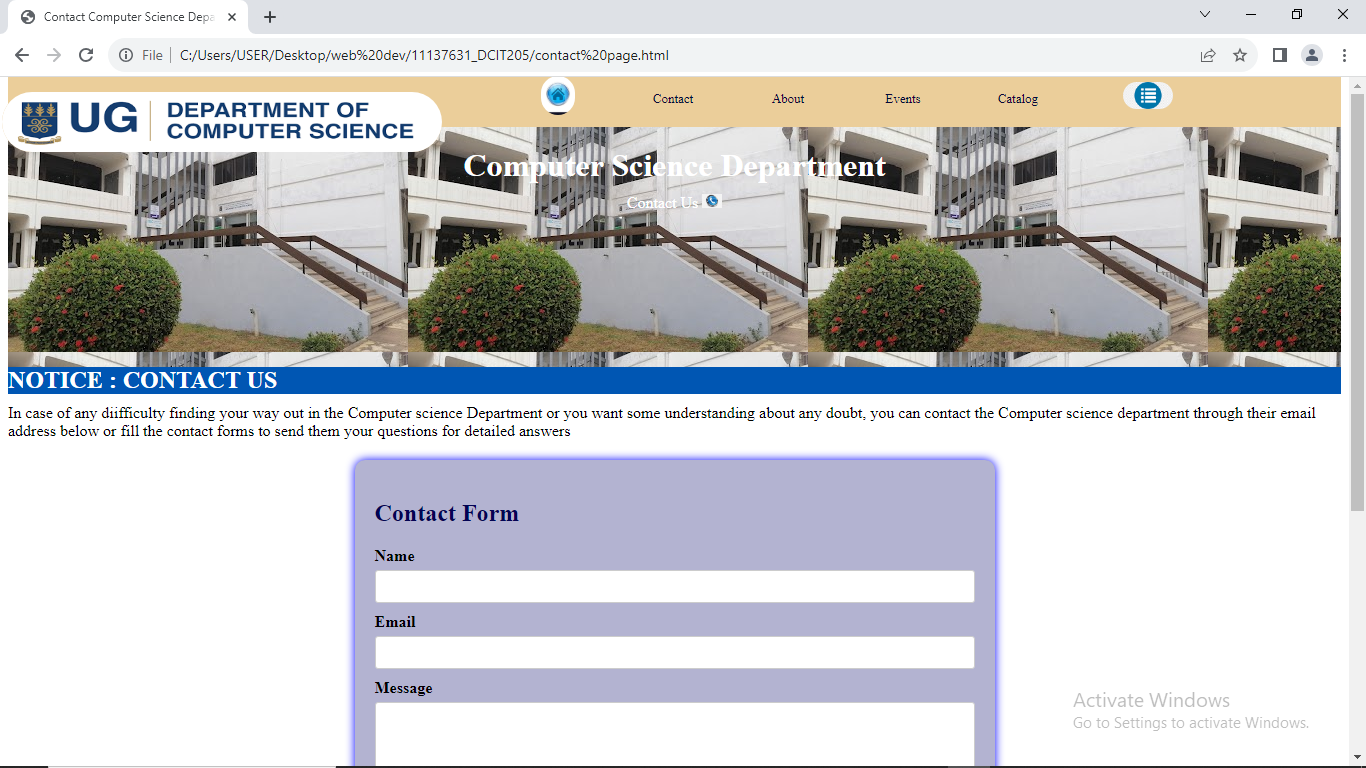 Contact Computer Science Depa
File
C:/Users/USER/Desktop/web%20dev/11137631_DCIT205/contact%20page.html
UG
DEPARTMENT OF
COMPUTER SCIENCE
Contact
About
Events
Catalog
Computer Science Department
Contact Us
NOTICE : CONTACT US
In case of any diifficulty finding your way out in the Computer science Department or you want some understanding about any doubt, you can contact the Computer science department through their email
address below or fill the contact forms to send them your questions for detailed answers
Contact Form
Name
Email
Message
Activate Windows
Go to Settings to activate Windows.